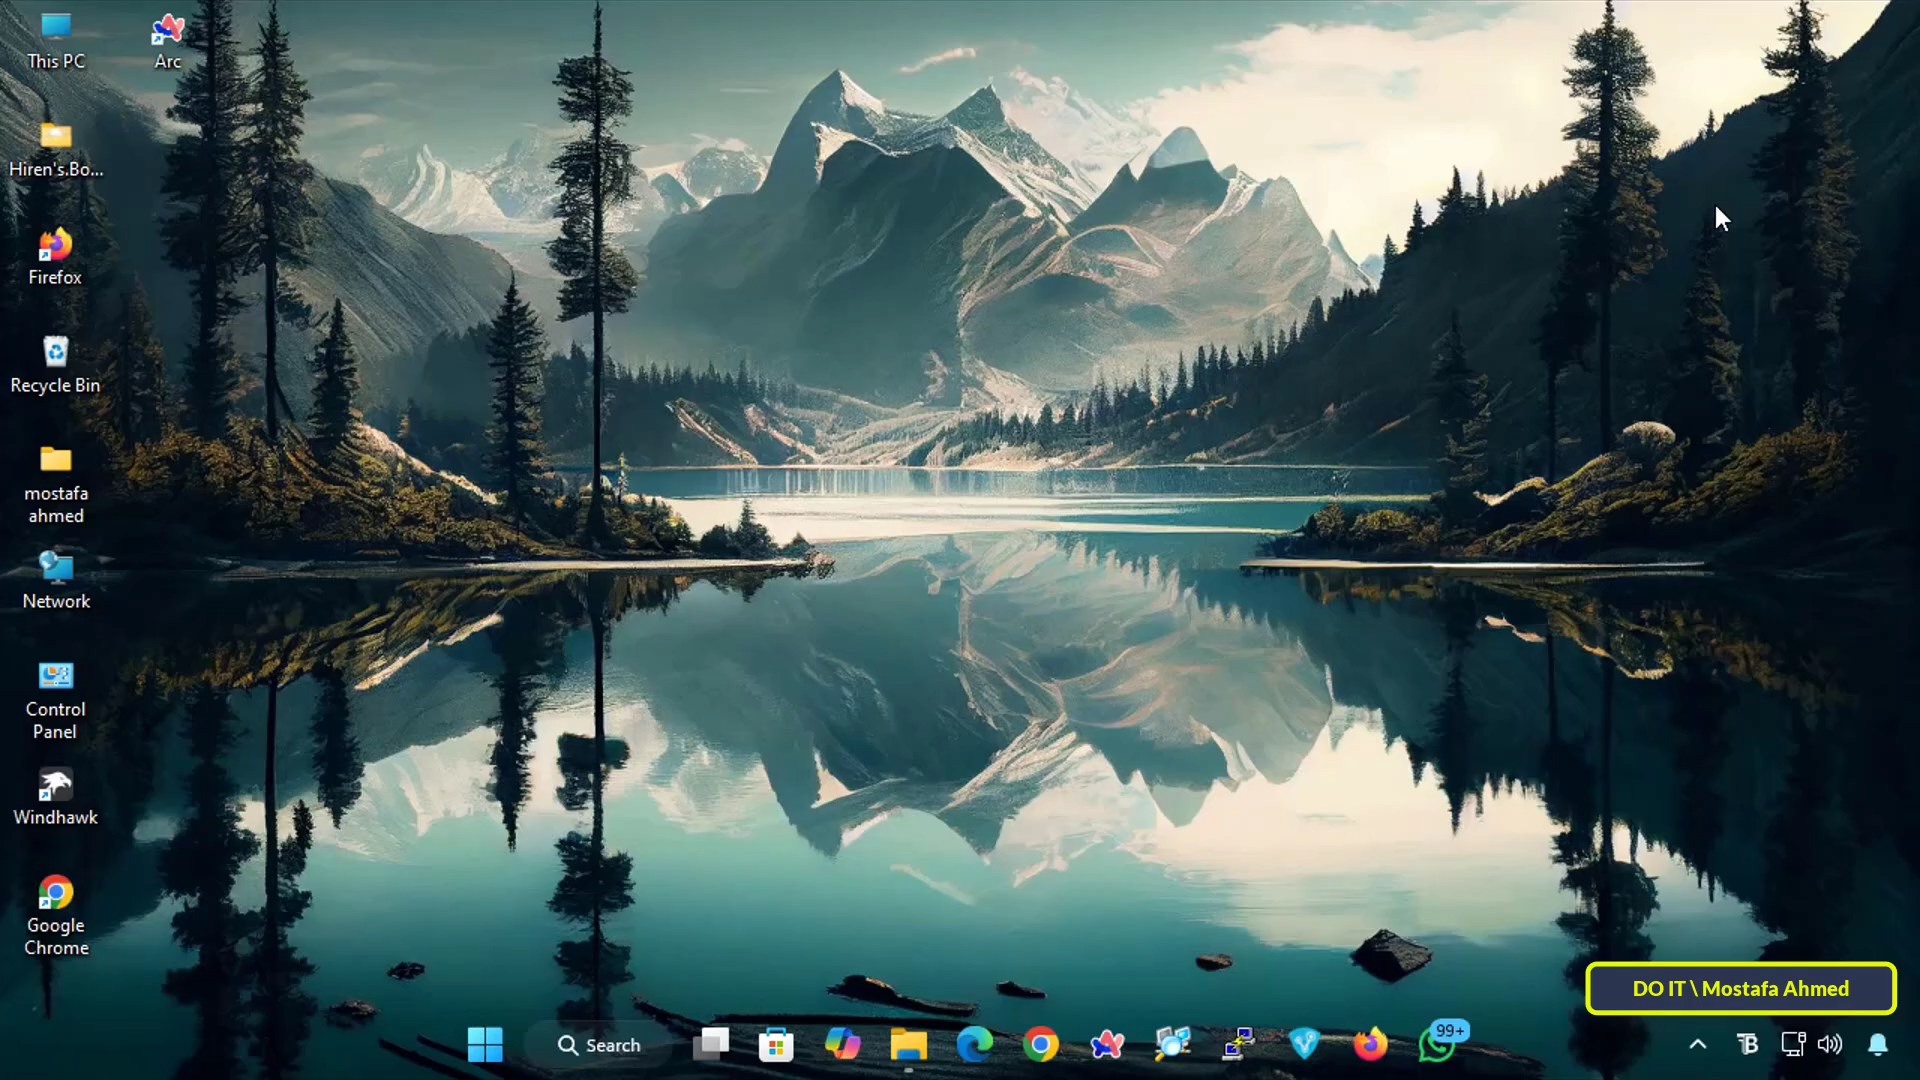 This PC
Arc
Hiren's.Bo...
Firefox
Recycle Bin
mostafa
ahmed
Network
Control
Panel
Windhawk
Google
Chrome
DO IT \ Mostafa Ahmed
Search
99+